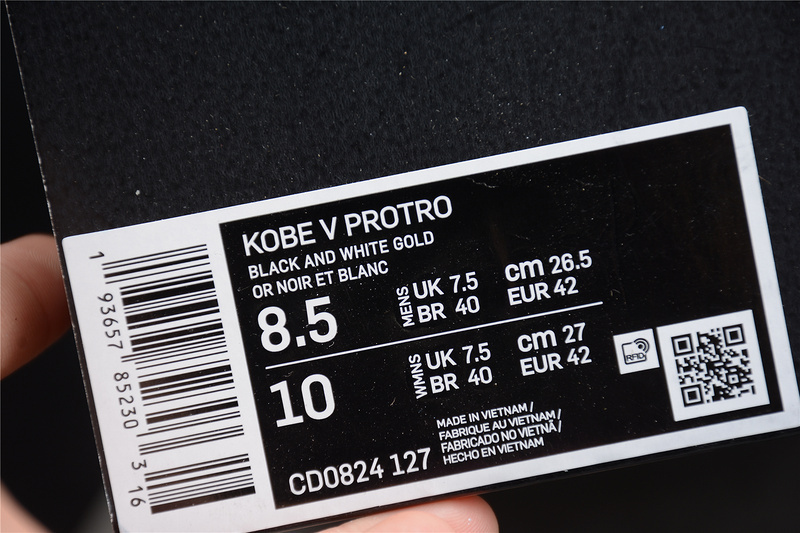 KOBE V PROTRO
BLACK AND WHITE GOLD
OR NOIR ET BLANC
8.5
MENS
UK 7.5 cm 26.5
BR 40 EUR 42
10
WMNS
UK 7.5 cm 27
BR 40 EUR 42
RFID
CD0824 127
MADE IN VIETNAM /
FABRIQUE AU VIETNAM /
FABRICADO NO VIETNÃ /
HECHO EN VIETNAM
1 93657 85230 3 16